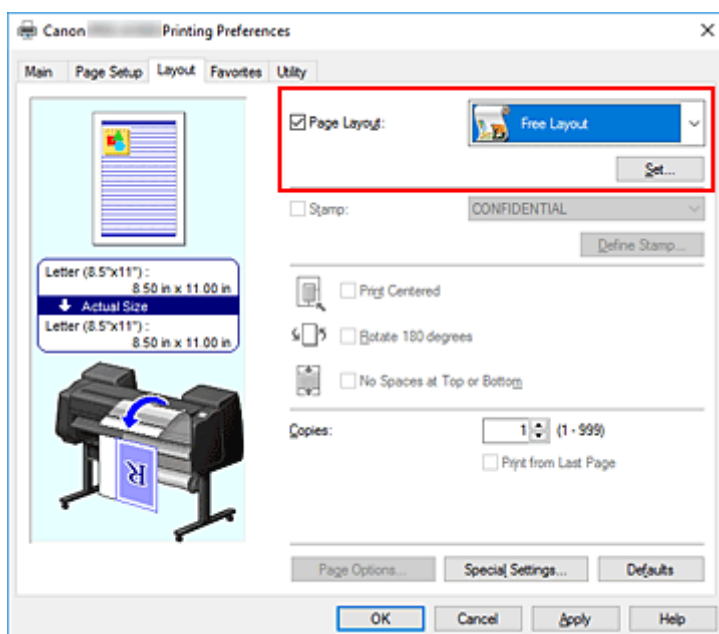 Canon Printing Preferences
Main Page Setup Layout Favorites Utility
Page Layout: Free Layout
Set...
Stamp: CONFIDENTIAL
Define Stamp...
Letter (8.5"x11") :
8.50 in x 11.00 in
Actual Size
Letter (8.5"x11") :
8.50 in x 11.00 in
Print Centered
Rotate 180 degrees
No Spaces at Top or Bottom
Copies: 1 (1 - 999)
Print from Last Page
R
Page Options... Special Settings... Defaults
OK Cancel Apply Help